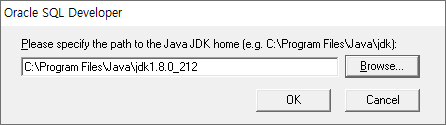 Oracle SQL Developer
Please specify the path to the Java JDK home (e.g. C:\Program Files\Java\jdk):
C:\Program Files\Java\jdk1.8.0_212
Browse...
OK
Cancel